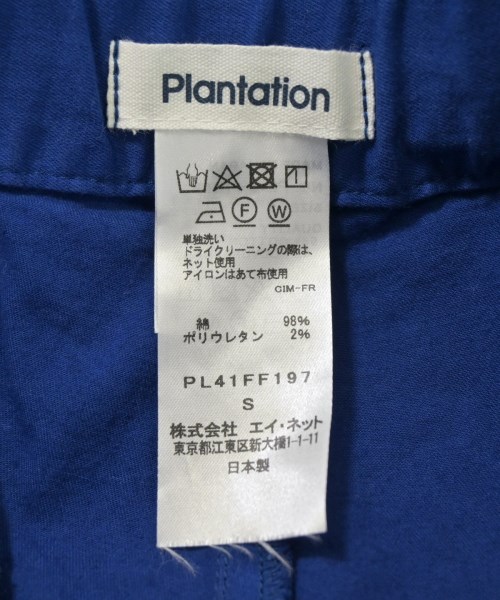 Plantation
F W
単独洗い
ドライクリーニングの際は、
ネット使用
アイロンはあて布使用
CIM-FR
綿 98%
ポリウレタン 2%
PL41FF197
S
株式会社 エイ・ネット
東京都江東区新大橋1-1-11
日本製